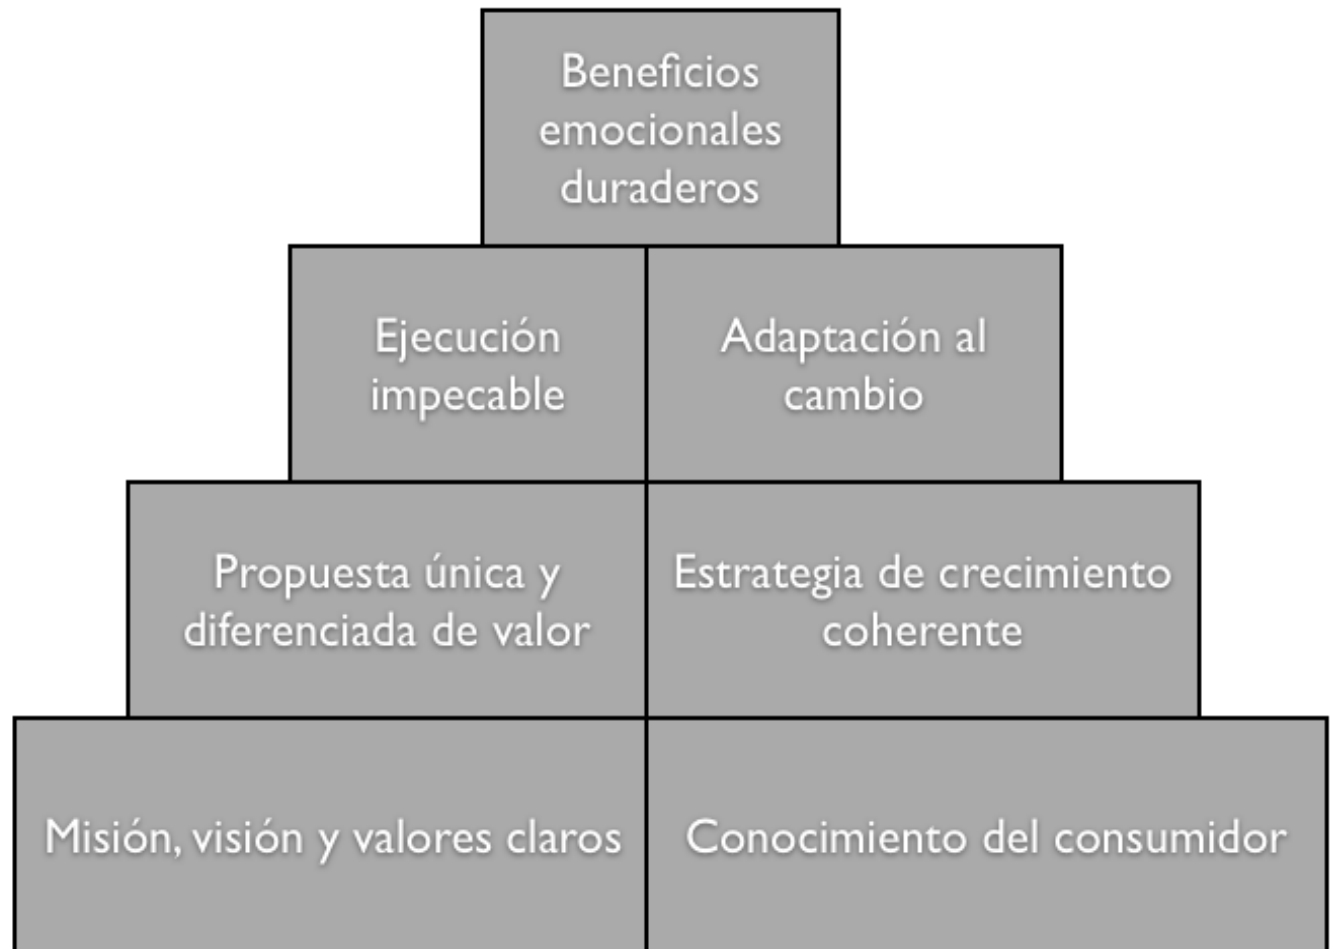 Beneficios
emocionales
duraderos
Ejecución
impecable
Adaptación al
cambio
Propuesta única y
diferenciada de valor
Estrategia de crecimiento
coherente
Misión, visión y valores claros
Conocimiento del consumidor